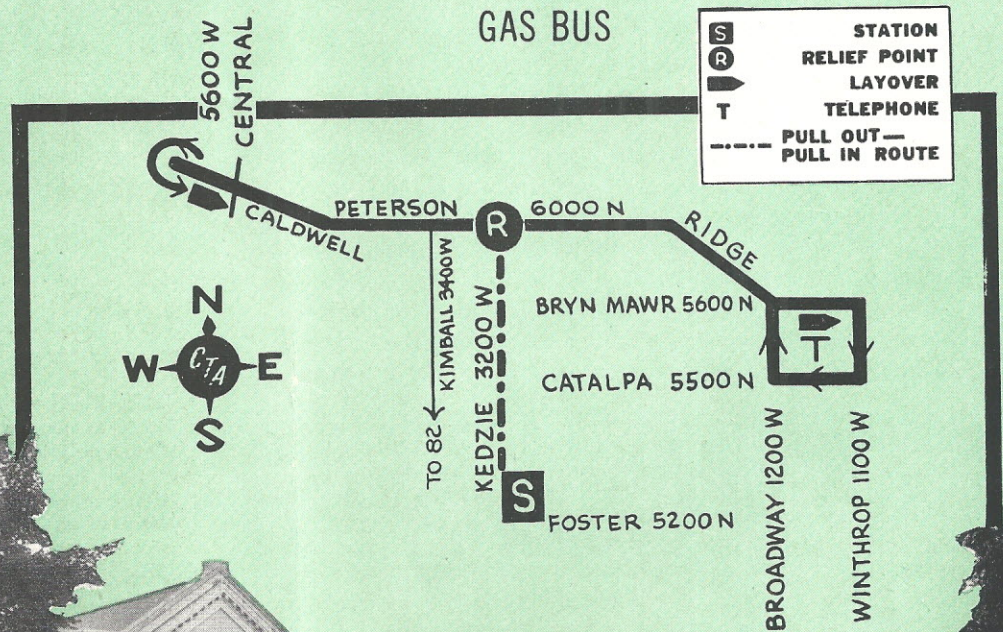 GAS BUS
S STATION
R RELIEF POINT
LAYOVER
T TELEPHONE
PULL OUT—
PULL IN ROUTE
5600 W
CENTRAL
CALDWELL
PETERSON
R
6000 N
RIDGE
KIMBALL 3400 W
TO 82
KEDZIE 3200 W
BRYN MAWR 5600 N
T
CATALPA 5500 N
N
W
CTA
E
S
S
FOSTER 5200 N
BROADWAY 1200 W
WINTHROP 1100 W